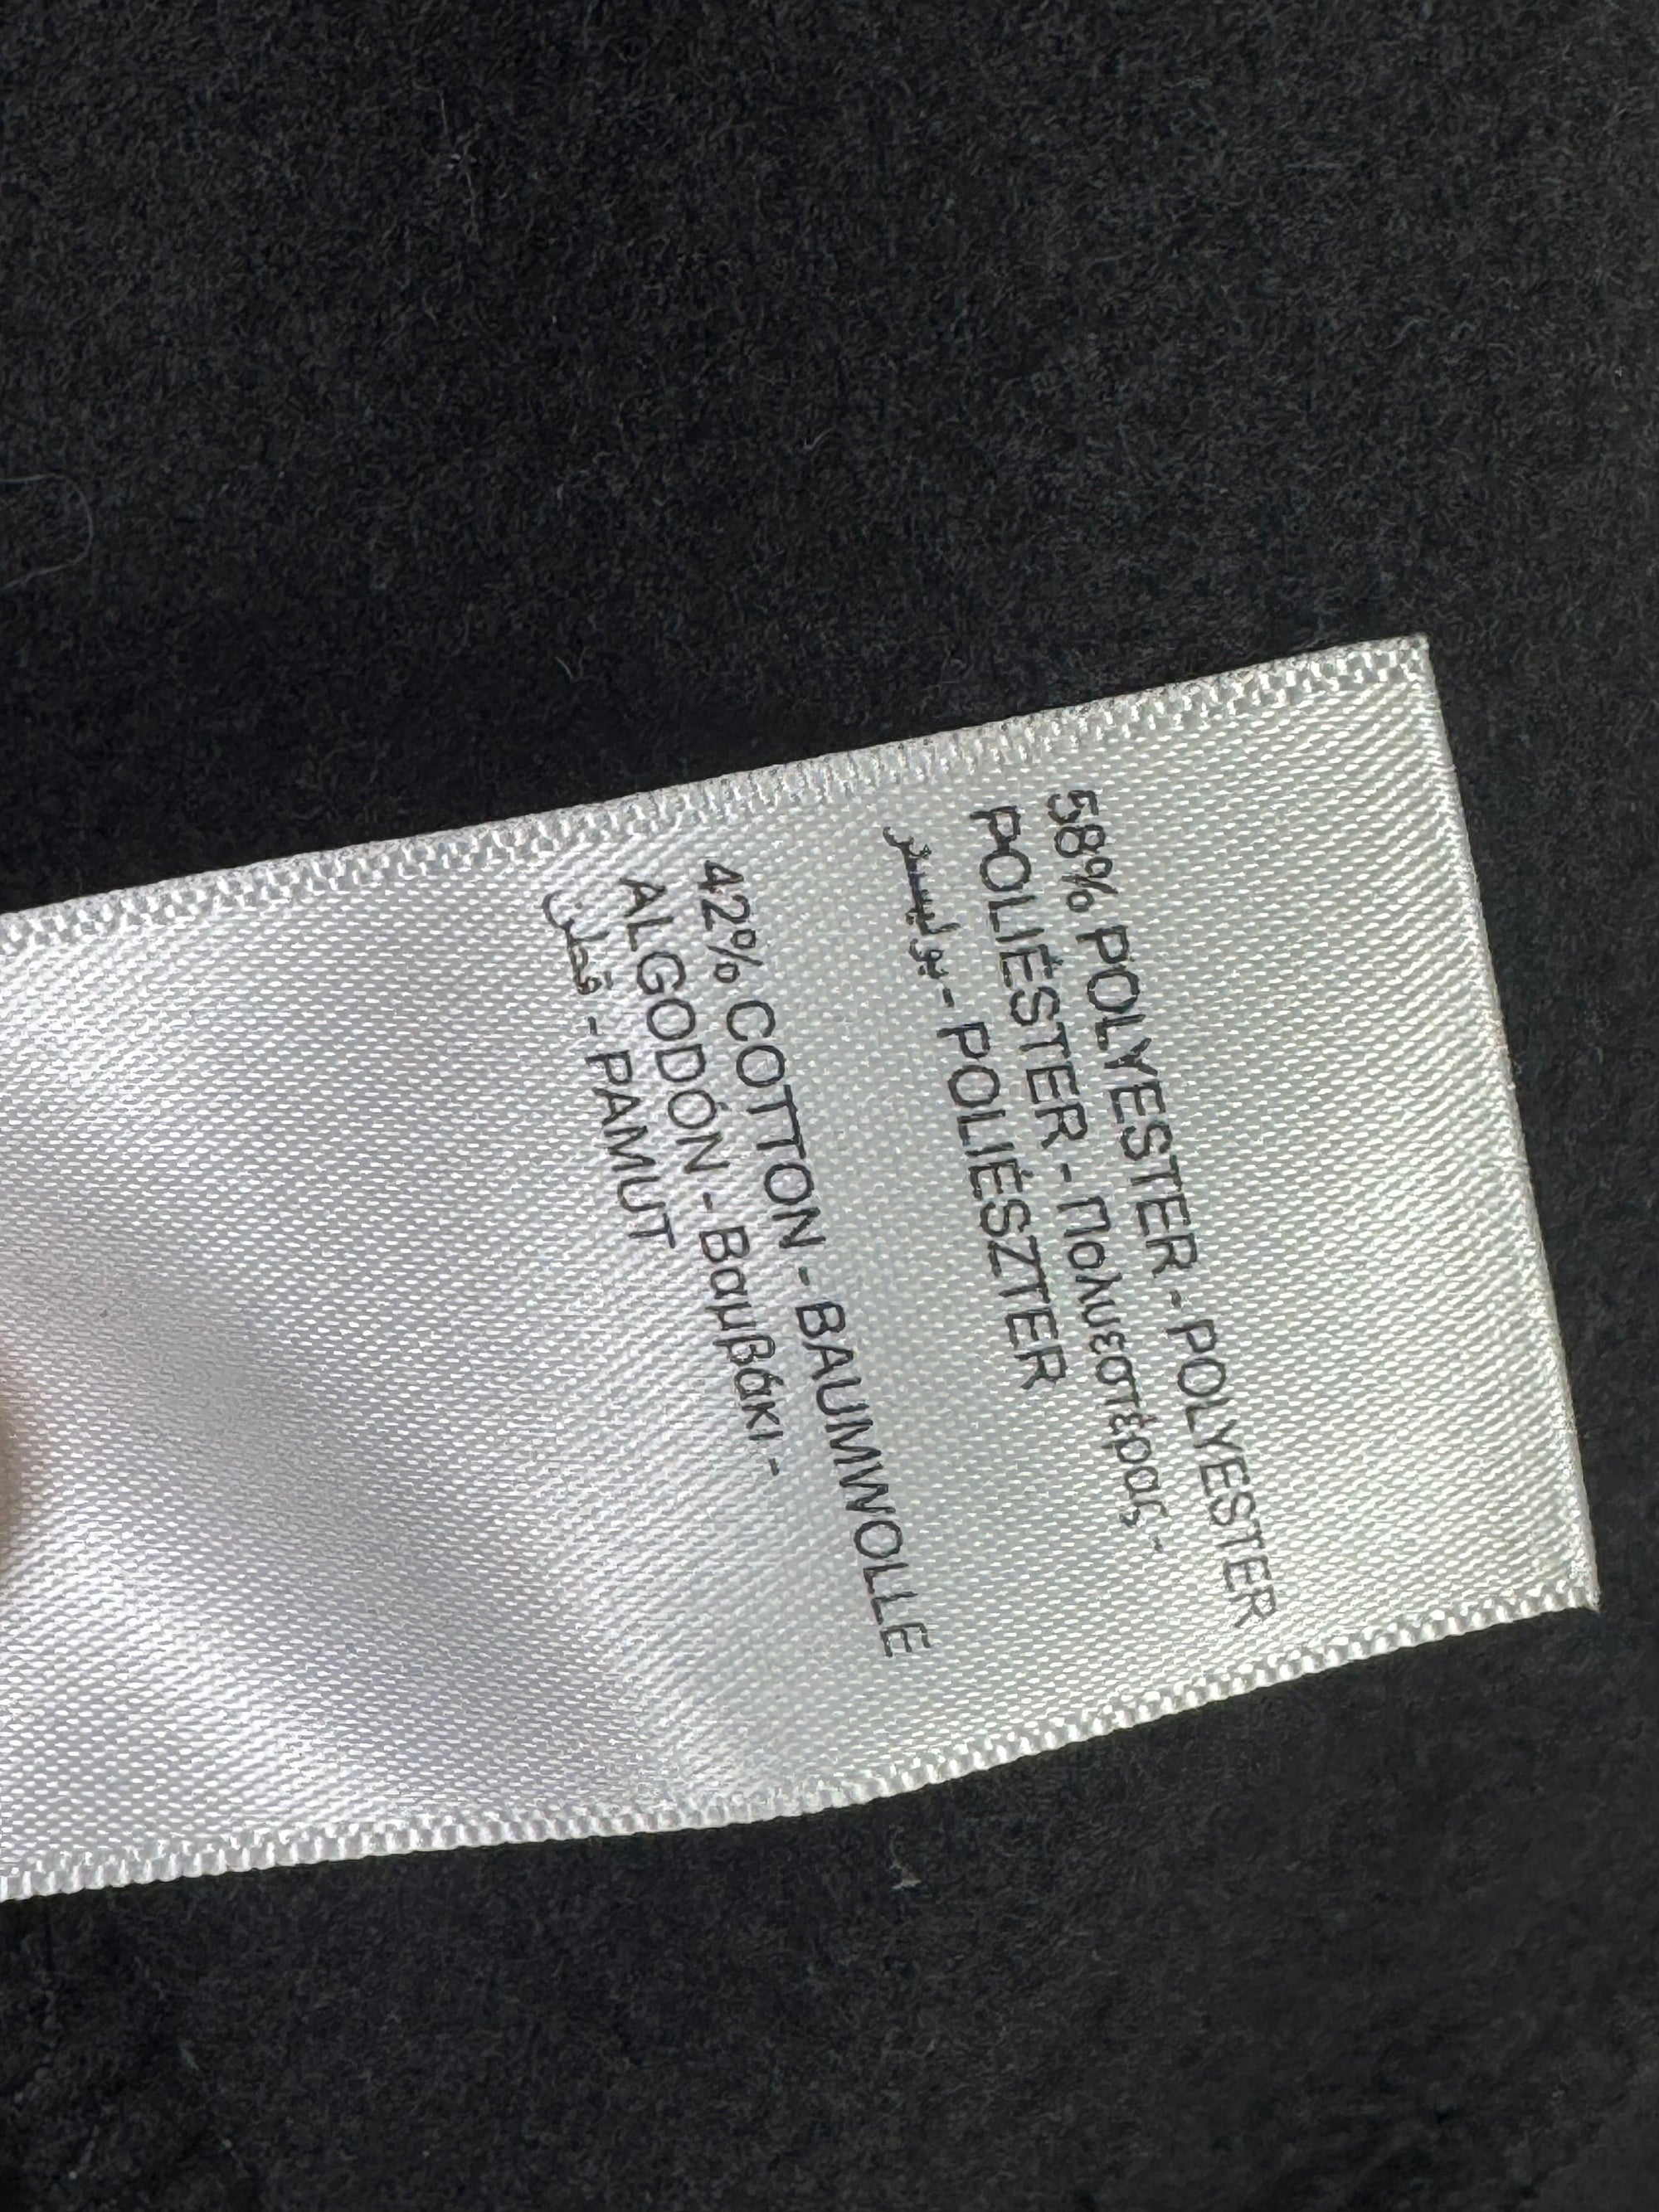 58% POLYESTER - POLYESTER
POLIÉSTER - Πολυεστέρας -
بوليستر - POLIÉSZTER
42% COTTON - BAUMWOLLE
ALGODÓN - Βαμβάκι -
قطن - PAMUT